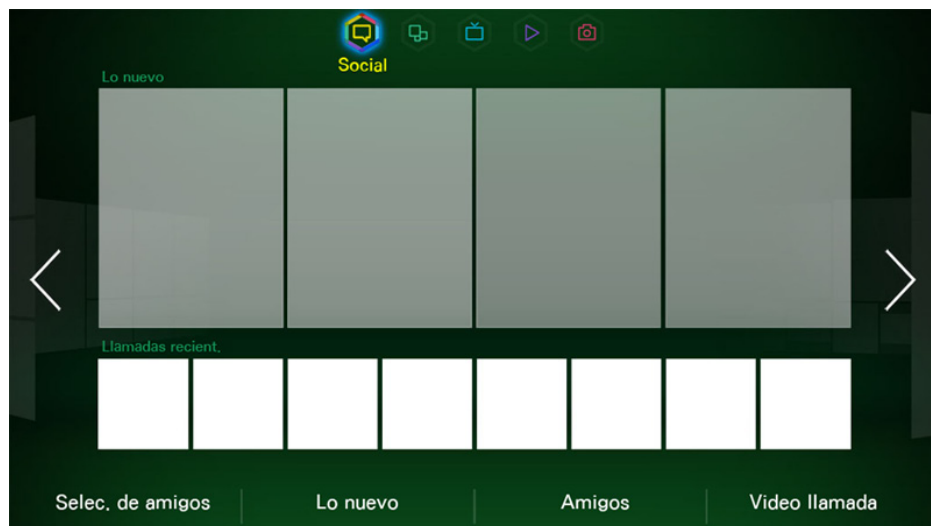 Social
Lo nuevo
Llamadas recient.
Selec. de amigos
Lo nuevo
Amigos
Video llamada